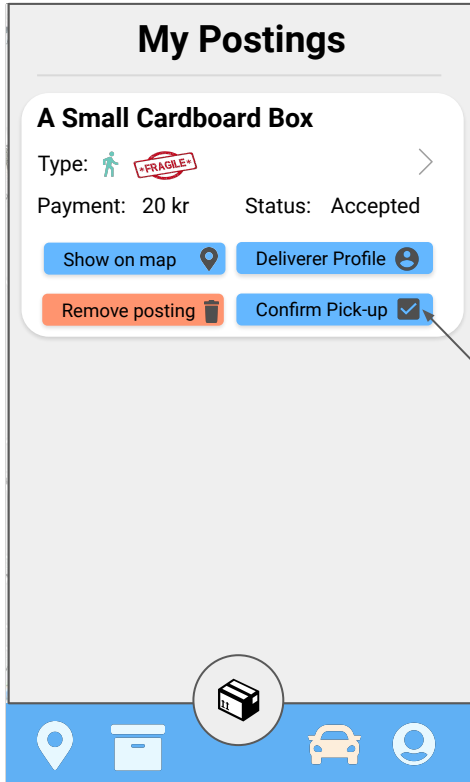 My Postings
A Small Cardboard Box
Type: *FRAGILE*
Payment: 20 kr Status: Accepted
Show on map Deliverer Profile
Remove posting Confirm Pick-up